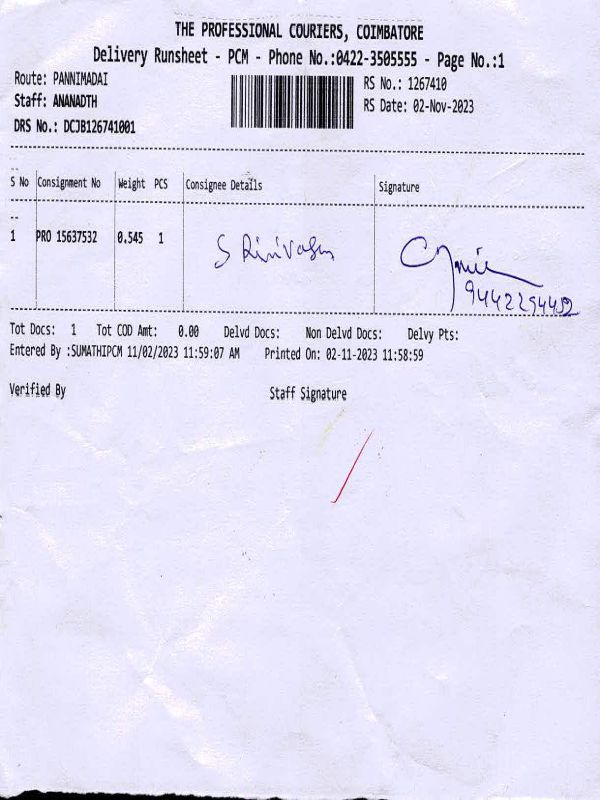 THE PROFESSIONAL COURIERS, COIMBATORE
Delivery Runsheet - PCM - Phone No.:0422-3505555 - Page No.:1
Route: PANNIMADAI
RS No.: 1267410
Staff: ANANADTH
RS Date: 02-Nov-2023
DRS No.: DCJB126741001
S No Consignment No Weight PCS Consignee Details Signature
1 PRO 15637532 0.545 1 Srinivasan
9442294452
Tot Docs: 1 Tot COD Amt: 0.00 Delvd Docs: Non Delvd Docs: Delvy Pts:
Entered By :SUMATHIPCM 11/02/2023 11:59:07 AM Printed On: 02-11-2023 11:58:59
Verified By Staff Signature